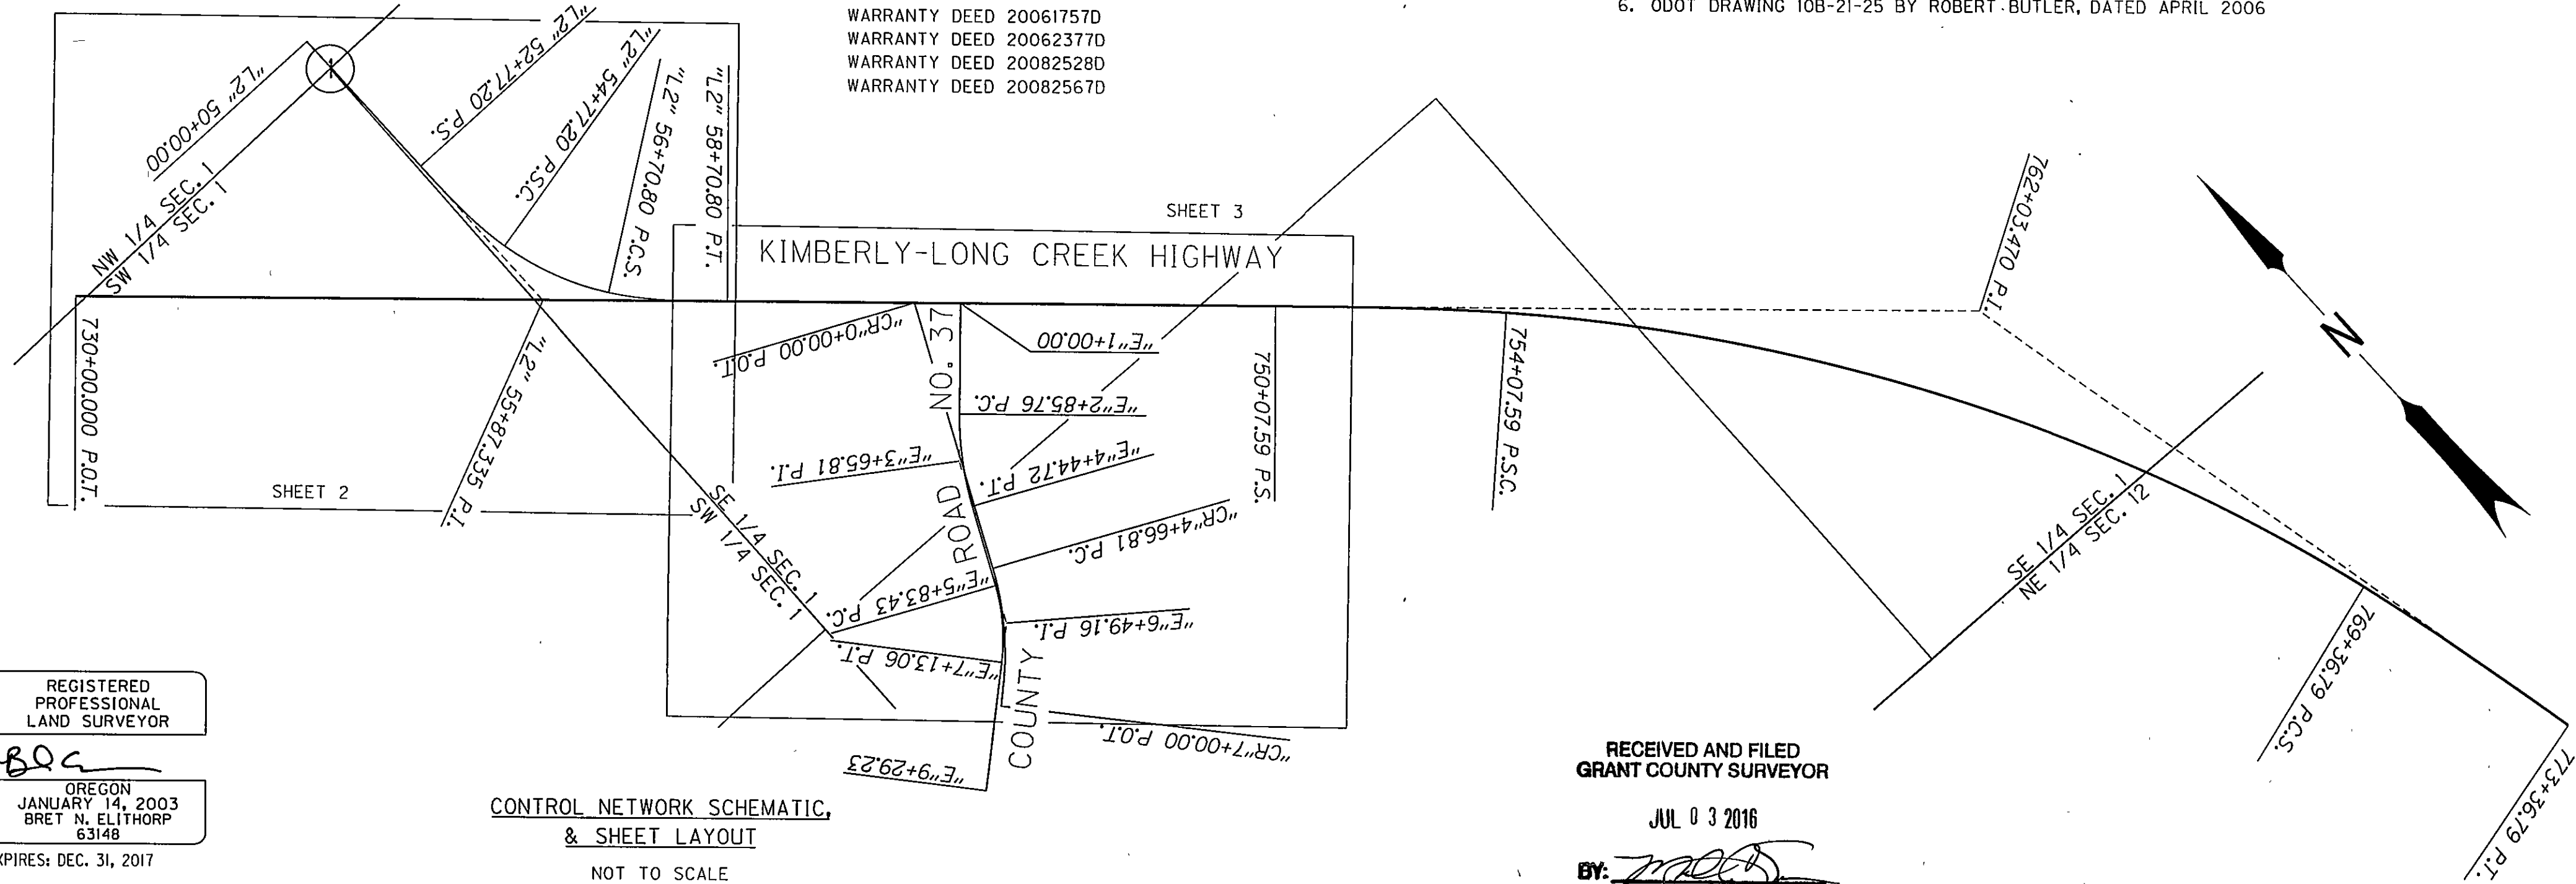 WARRANTY DEED 20061757D
WARRANTY DEED 20062377D
WARRANTY DEED 20082528D
WARRANTY DEED 20082567D
6. ODOT DRAWING 10B-21-25 BY ROBERT BUTLER, DATED APRIL 2006
"L2" 50+00.00
"L2" 52+77.20 P.S.
"L2" 54+77.20 P.S.C.
"L2" 56+70.80 P.C.S.
"L2" 58+70.80 P.T.
1
NW 1/4 SEC. 1
SW 1/4 SEC. 1
SHEET 3
KIMBERLY-LONG CREEK HIGHWAY
762+03.470 P.I.
N
730+00.000 P.O.T.
"L2" 55+87.335 P.I.
SHEET 2
"CR"0+00.00 P.O.T.
"E"1+00.00
"E"2+85.76 P.C.
"E"3+65.81 P.I.
"E"4+44.72 P.T.
"CR"4+66.81 P.C.
"E"5+83.43 P.C.
"E"6+49.16 P.I.
"E"7+13.06 P.T.
"CR"7+00.00 P.O.T.
"E"9+29.23
COUNTY ROAD NO. 37
750+07.59 P.S.
754+07.59 P.S.C.
SE 1/4 SEC. 1
SW 1/4 SEC. 1
SE 1/4 SEC. 1
NE 1/4 SEC. 12
769+36.79 P.C.S.
773+36.79 P.T.
REGISTERED
PROFESSIONAL
LAND SURVEYOR
OREGON
JANUARY 14, 2003
BRET N. ELITHORP
63148
XPIRES: DEC. 31, 2017
CONTROL NETWORK SCHEMATIC,
& SHEET LAYOUT
NOT TO SCALE
RECEIVED AND FILED
GRANT COUNTY SURVEYOR
JUL 03 2016
BY: